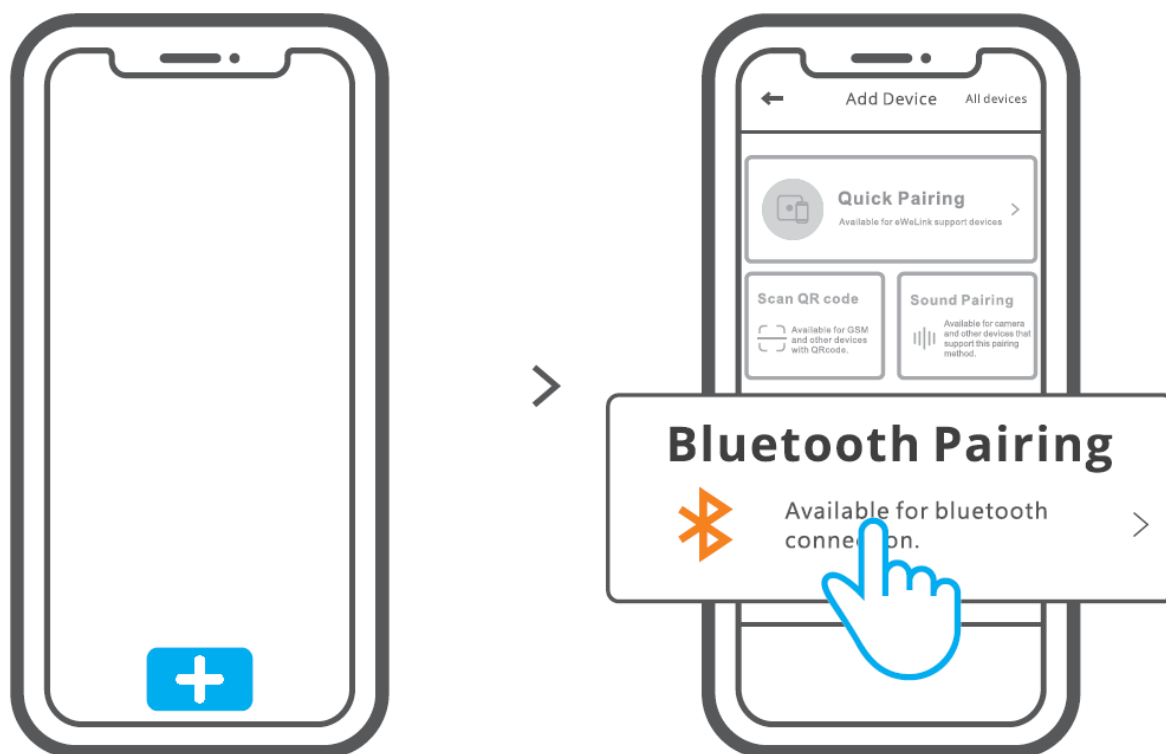 Add Device All devices
Quick Pairing
Available for eWeLink support devices
Scan QR code
Available for GSM
and other devices
with QRcode.
Sound Pairing
Available for camera
and other devices that
support this pairing
method.
Bluetooth Pairing
Available for bluetooth
connection.